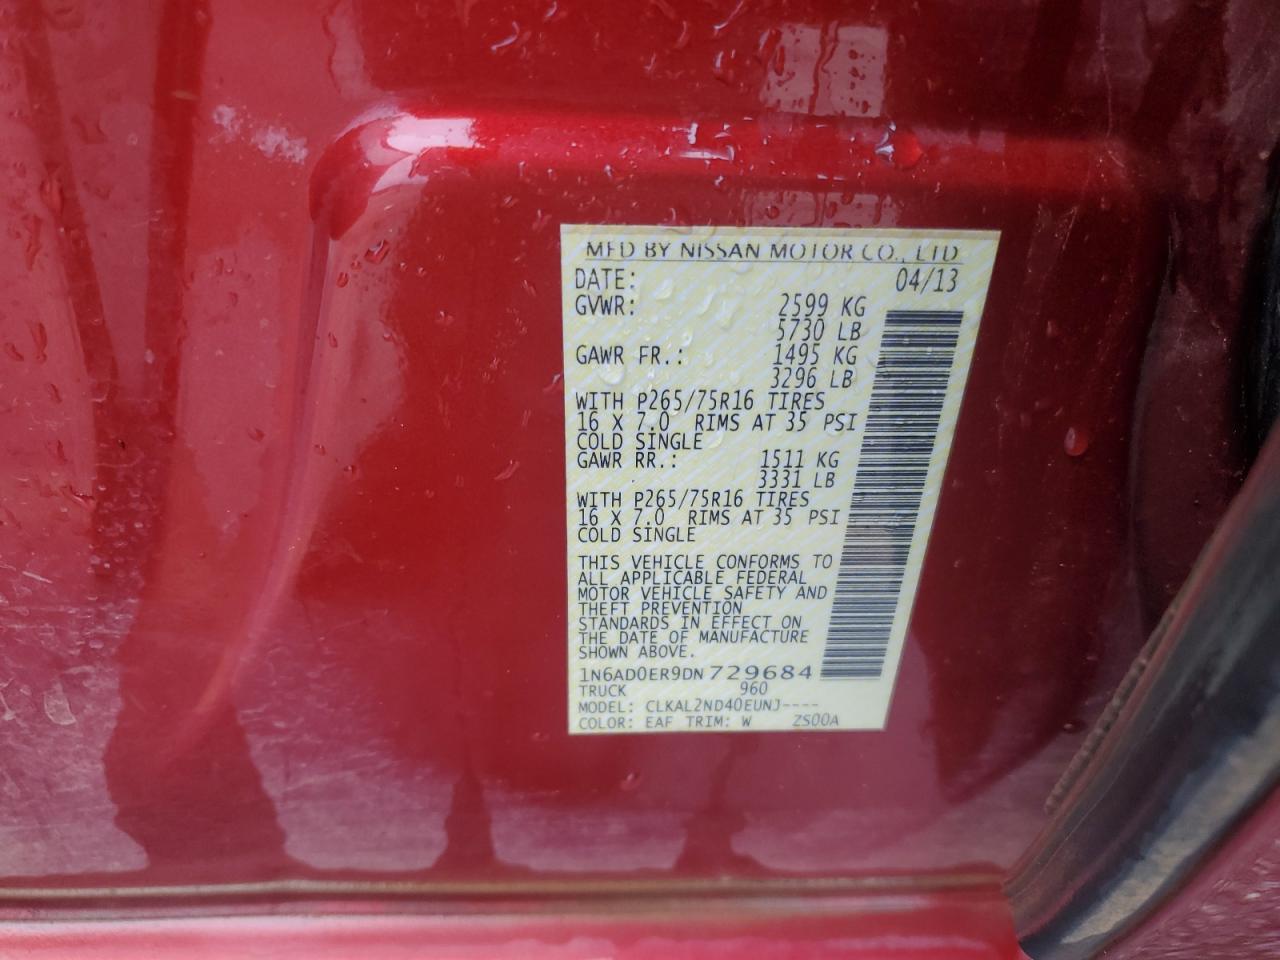 MFD BY NISSAN MOTOR CO., LTD
DATE: 04/13
GVWR: 2599 KG
5730 LB
GAWR FR.: 1495 KG
3296 LB
WITH P265/75R16 TIRES
16 X 7.0 RIMS AT 35 PSI
COLD SINGLE
GAWR RR.: 1511 KG
3331 LB
WITH P265/75R16 TIRES
16 X 7.0 RIMS AT 35 PSI
COLD SINGLE
THIS VEHICLE CONFORMS TO
ALL APPLICABLE FEDERAL
MOTOR VEHICLE SAFETY AND
THEFT PREVENTION
STANDARDS IN EFFECT ON
THE DATE OF MANUFACTURE
SHOWN ABOVE.
1N6AD0ER9DN729684
TRUCK 960
MODEL: CLKAL2ND40EUNJ----
COLOR: EAF TRIM: W ZS00A